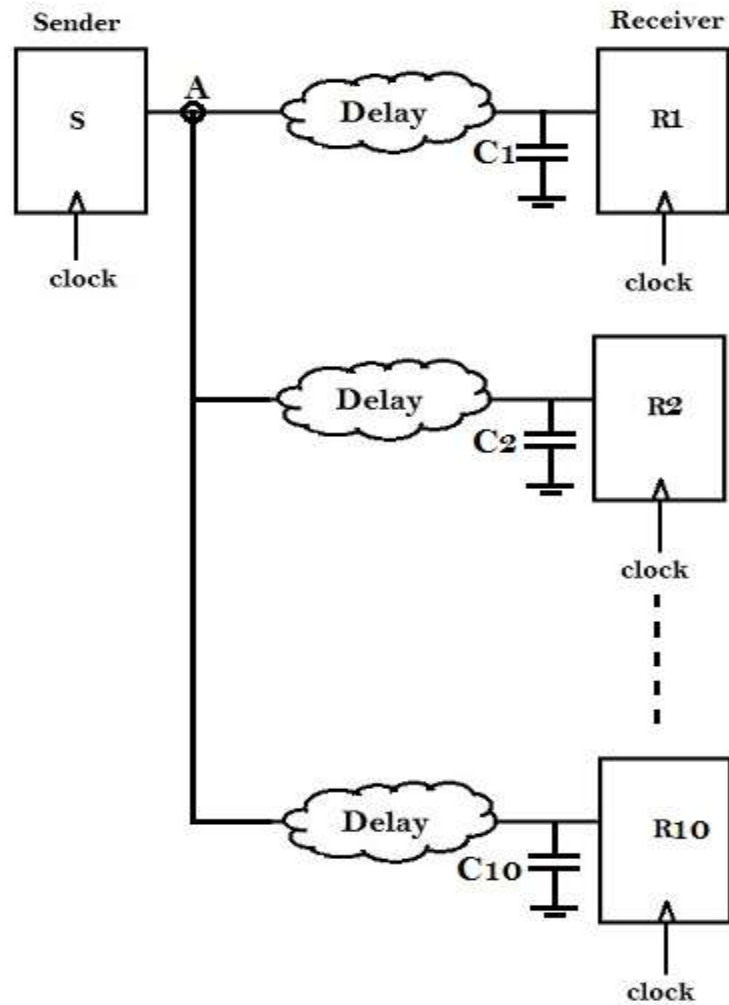 Sender
Receiver
A
S
Delay
R1
C1
clock
clock
Delay
R2
C2
clock
Delay
R10
C10
clock